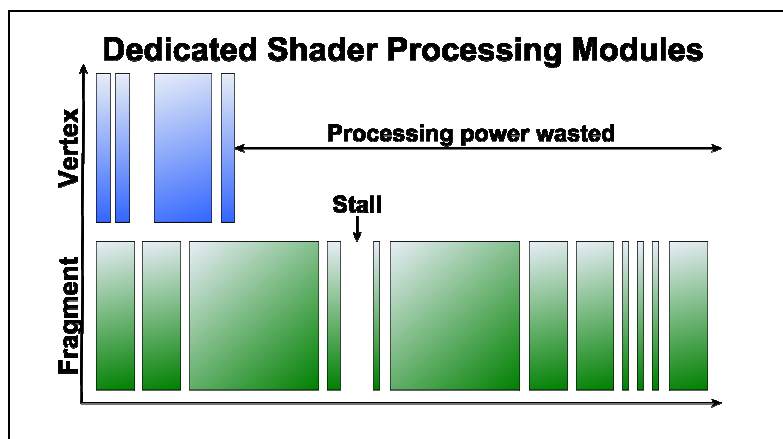 Dedicated Shader Processing Modules
Vertex
Processing power wasted
Stall
Fragment